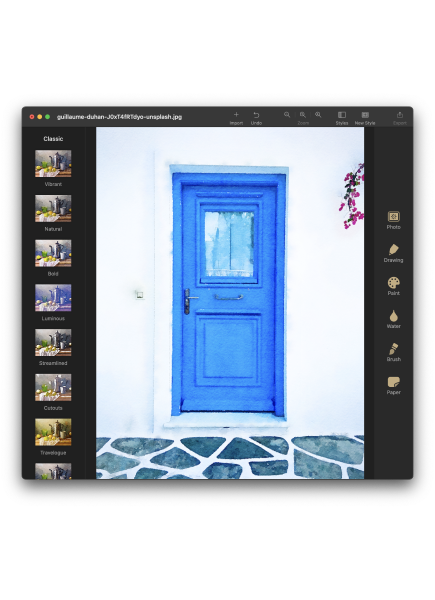 guillaume-duhan-J0xT4fRTdyo-unsplash.jpg
Import
Undo
Zoom
Styles
New Style
Export
Classic
Vibrant
Natural
Bold
Luminous
Streamlined
Cutouts
Travelogue
Photo
Drawing
Paint
Water
Brush
Paper